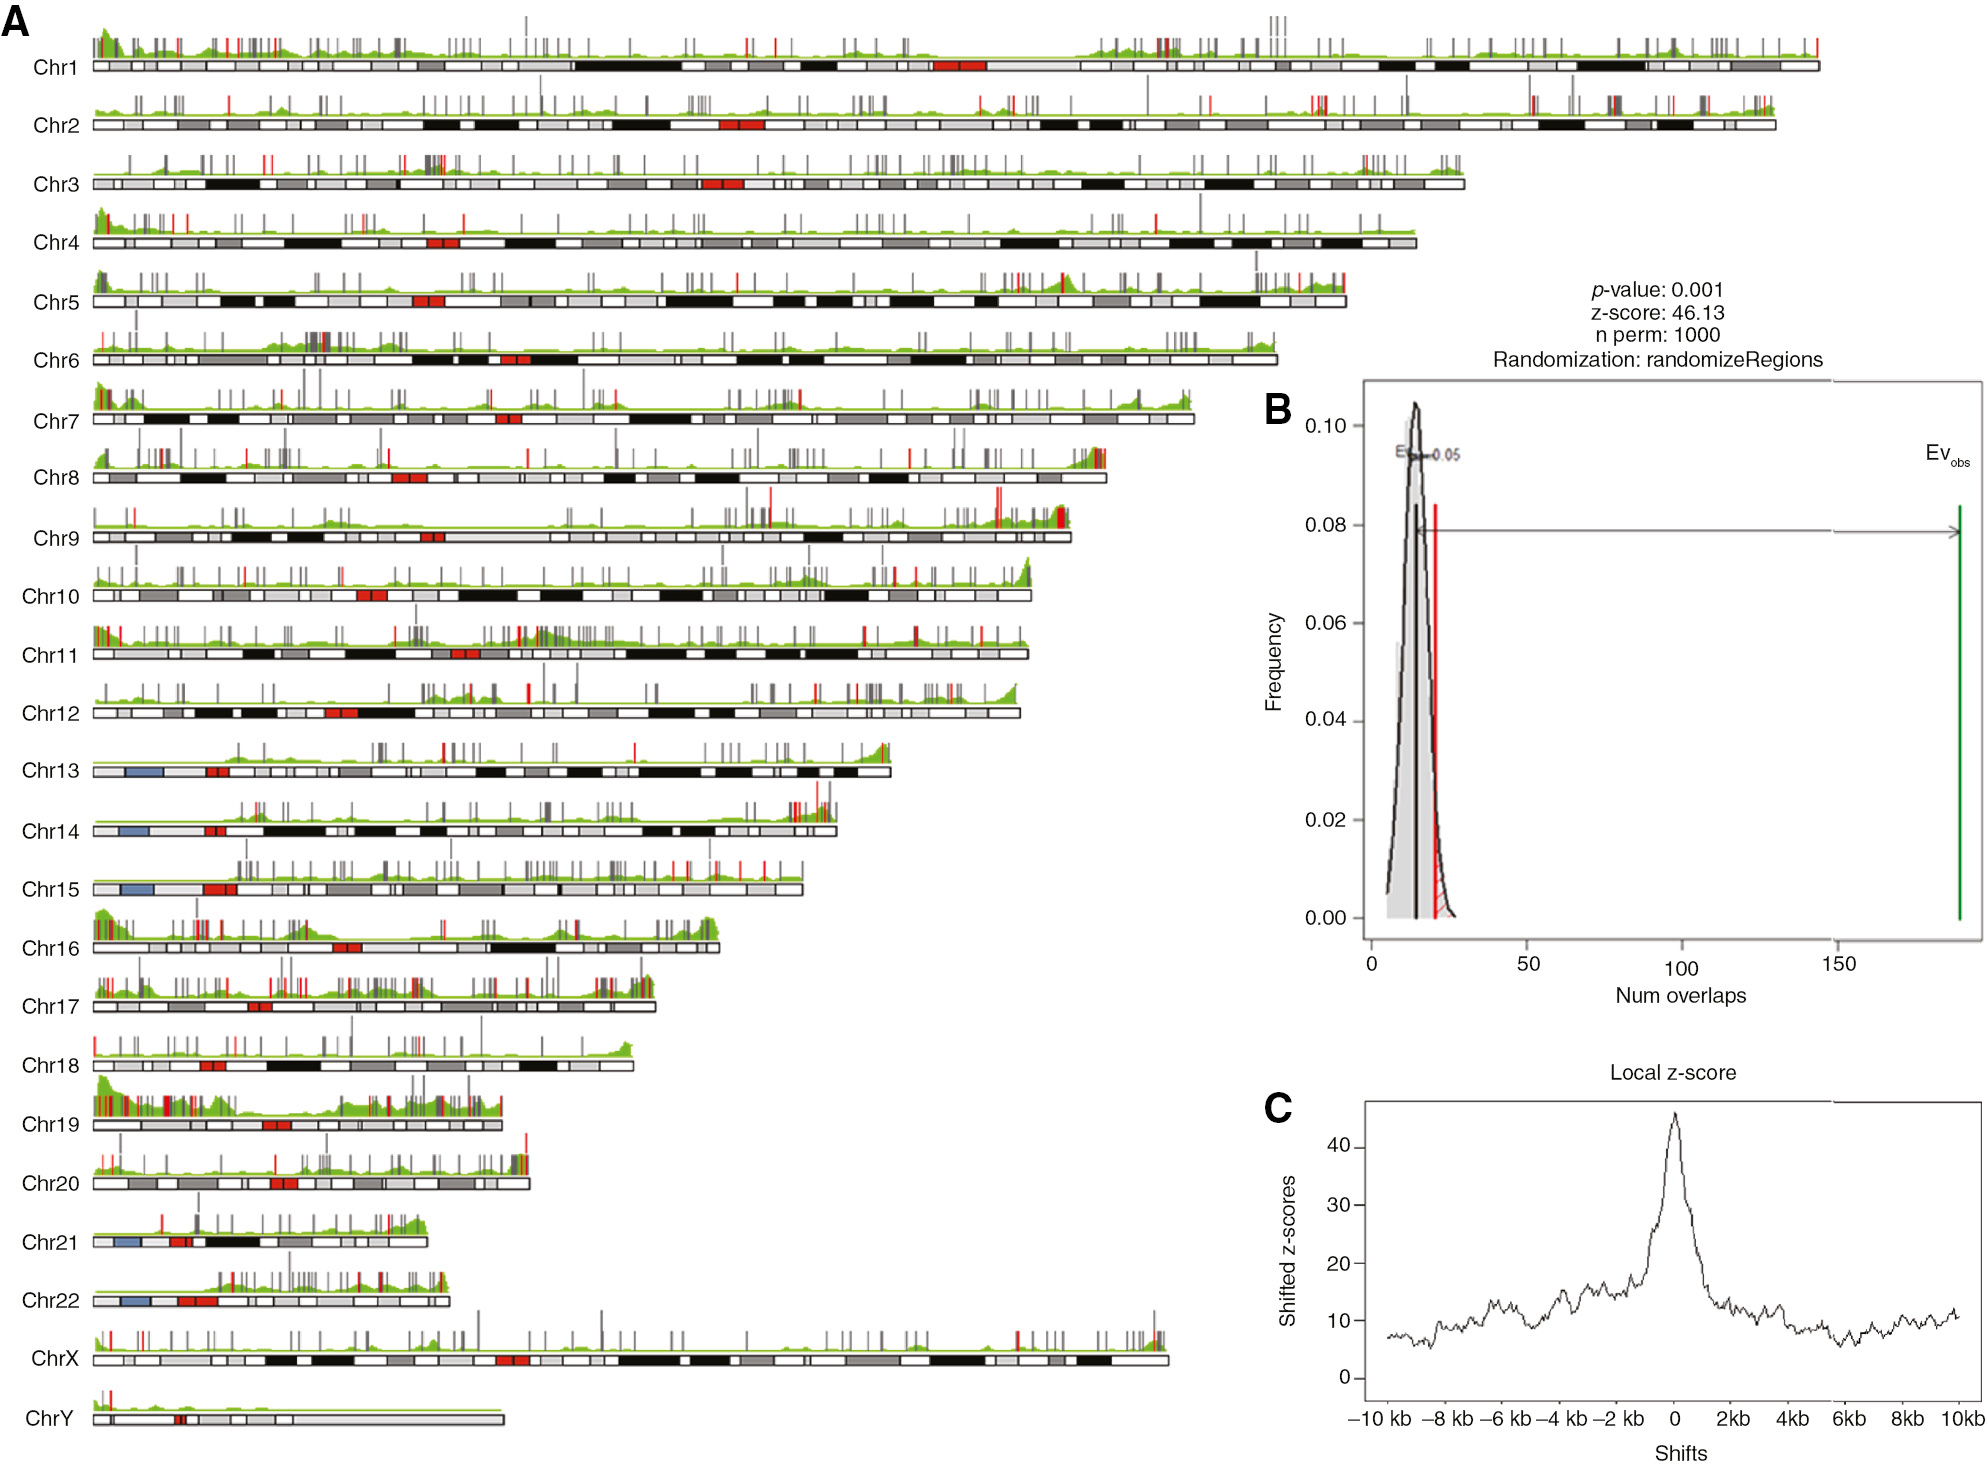 A
Chr1
Chr2
Chr3
Chr4
Chr5
Chr6
Chr7
Chr8
Chr9
Chr10
Chr11
Chr12
Chr13
Chr14
Chr15
Chr16
Chr17
Chr18
Chr19
Chr20
Chr21
Chr22
ChrX
ChrY
p-value: 0.001
z-score: 46.13
n perm: 1000
Randomization: randomizeRegions
B
0.10
0.08
0.06
0.04
0.02
0.00
Frequency
0.05
Ev obs
0 50 100 150
Num overlaps
Local z-score
C
40
30
20
10
0
Shifted z-scores
−10 kb −8 kb −6 kb −4 kb −2 kb 0 2kb 4kb 6kb 8kb 10kb
Shifts